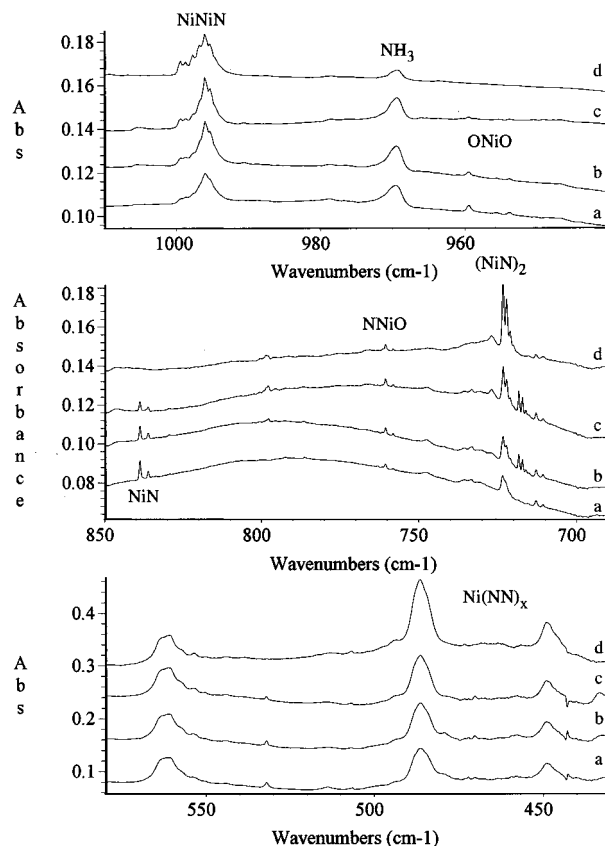 NiNiN
NH3
ONiO
0.18
0.16
0.14
0.12
0.10
Abs
d
c
b
a
1000
980
960
Wavenumbers (cm-1)
(NiN)2
NNiO
NiN
0.18
0.16
0.14
0.12
0.10
0.08
Absorbance
d
c
b
a
850
800
750
700
Wavenumbers (cm-1)
Ni(NN)x
0.4
0.3
0.2
0.1
Abs
d
c
b
a
550
500
450
Wavenumbers (cm-1)